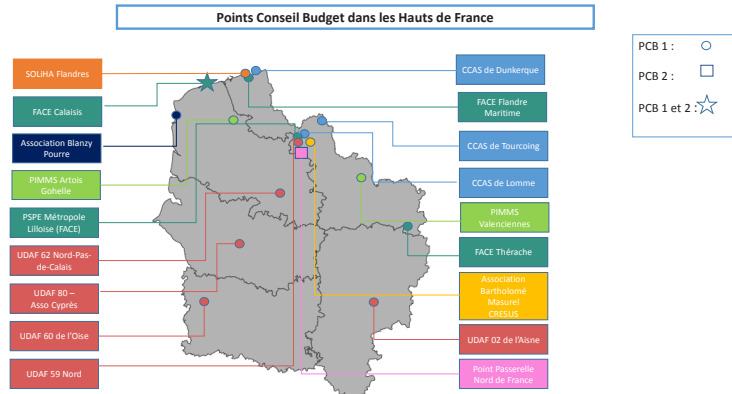 Points Conseil Budget dans les Hauts de France
PCB 1 :
PCB 2 :
PCB 1 et 2 :
SOLiHA Flandres
FACE Calaisis
Association Blanzy
Pourre
PIMMS Artois
Gohelle
PSPE Métropole
Lilloise (FACE)
UDAF 62 Nord-Pas-
de-Calais
UDAF 80 –
Asso Cyprès
UDAF 60 de l'Oise
UDAF 59 Nord
CCAS de Dunkerque
FACE Flandre
Maritime
CCAS de Tourcoing
CCAS de Lomme
PIMMS
Valenciennes
FACE Thérache
Association
Bartholomé
Masurel
CRESUS
UDAF 02 de l'Aisne
Point Passerelle
Nord de France